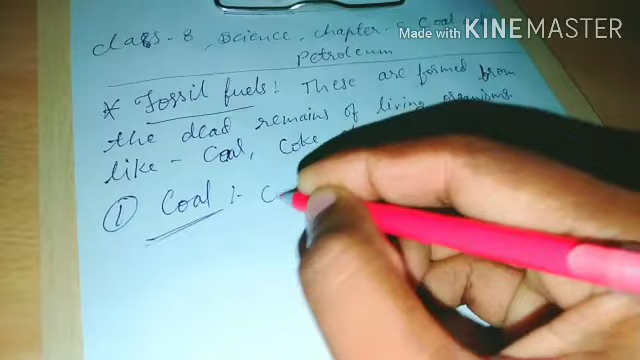 Made with KINEMASTER
Class-8, Science, chapter-5 Coal
Petroleum
* Fossil fuels: These are formed from
the dead remains of living organisms.
like - Coal, Coke
① Coal :- C